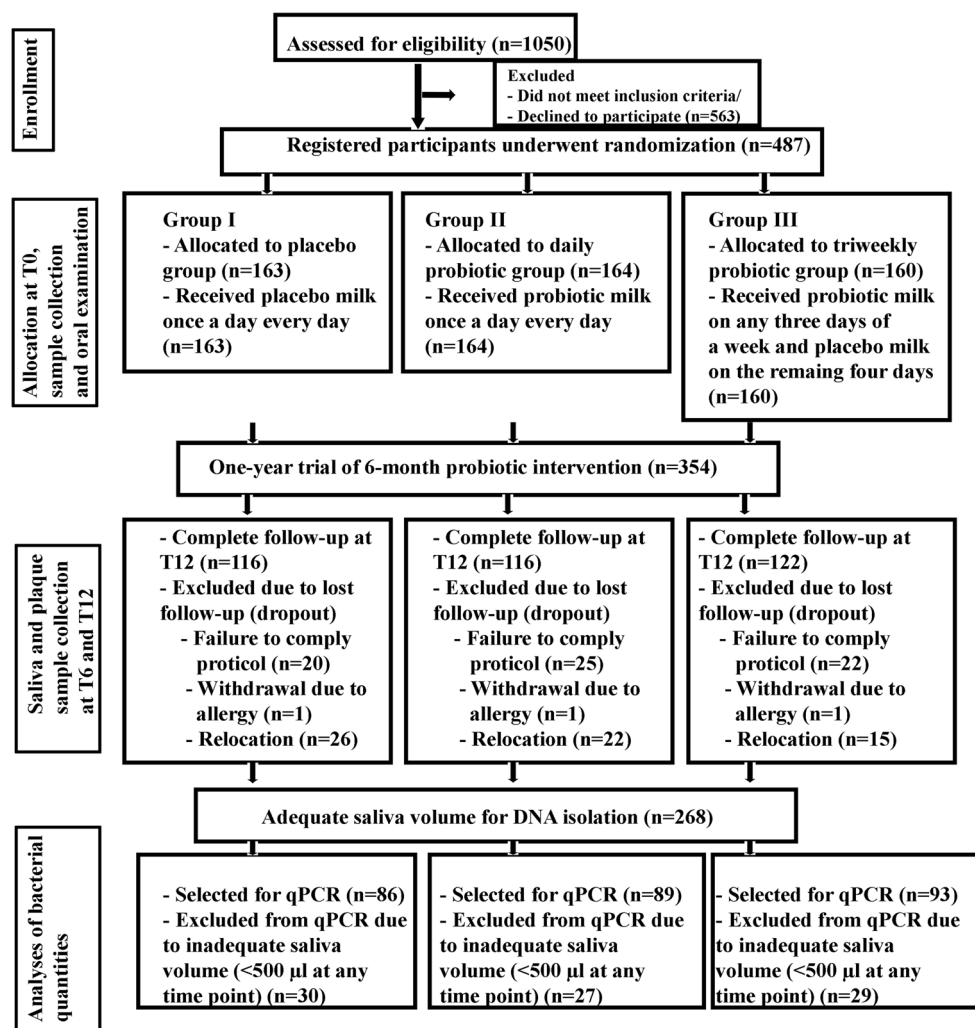 Enrollment
Assessed for eligibility (n=1050)
Excluded
- Did not meet inclusion criteria/
- Declined to participate (n=563)
Registered participants underwent randomization (n=487)
Allocation at T0,
sample collection
and oral examination
Group I
- Allocated to placebo
group (n=163)
- Received placebo milk
once a day every day
(n=163)
Group II
- Allocated to daily
probiotic group (n=164)
- Received probiotic milk
once a day every day
(n=164)
Group III
- Allocated to triweekly
probiotic group (n=160)
- Received probiotic milk
on any three days of
a week and placebo milk
on the remaing four days
(n=160)
One-year trial of 6-month probiotic intervention (n=354)
Saliva and plaque
sample collection
at T6 and T12
- Complete follow-up at
T12 (n=116)
- Excluded due to lost
follow-up (dropout)
- Failure to comply
proticol (n=20)
- Withdrawal due to
allergy (n=1)
- Relocation (n=26)
- Complete follow-up at
T12 (n=116)
- Excluded due to lost
follow-up (dropout)
- Failure to comply
proticol (n=25)
- Withdrawal due to
allergy (n=1)
- Relocation (n=22)
- Complete follow-up at
T12 (n=122)
- Excluded due to lost
follow-up (dropout)
- Failure to comply
proticol (n=22)
- Withdrawal due to
allergy (n=1)
- Relocation (n=15)
Adequate saliva volume for DNA isolation (n=268)
Analyses of bacterial
quantities
- Selected for qPCR (n=86)
- Excluded from qPCR due
to inadequate saliva
volume (<500 µl at any
time point) (n=30)
- Selected for qPCR (n=89)
- Excluded from qPCR due
to inadequate saliva
volume (<500 µl at any
time point) (n=27)
- Selected for qPCR (n=93)
- Excluded from qPCR due
to inadequate saliva
volume (<500 µl at any
time point) (n=29)